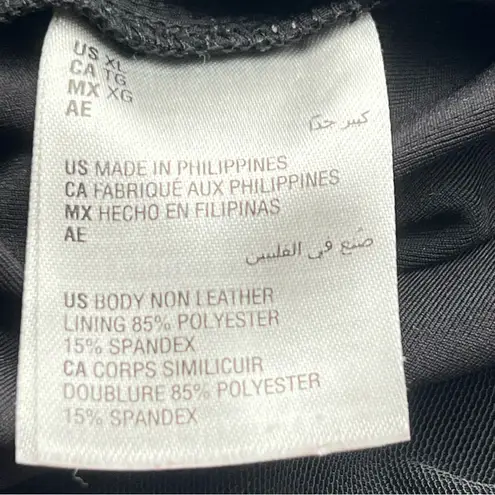 US XL
CA TG
MX XG
AE
كبير جدًا
US MADE IN PHILIPPINES
CA FABRIQUÉ AUX PHILIPPINES
MX HECHO EN FILIPINAS
AE
صُنع في الفلبين
US BODY NON LEATHER
LINING 85% POLYESTER
15% SPANDEX
CA CORPS SIMILICUIR
DOUBLURE 85% POLYESTER
15% SPANDEX